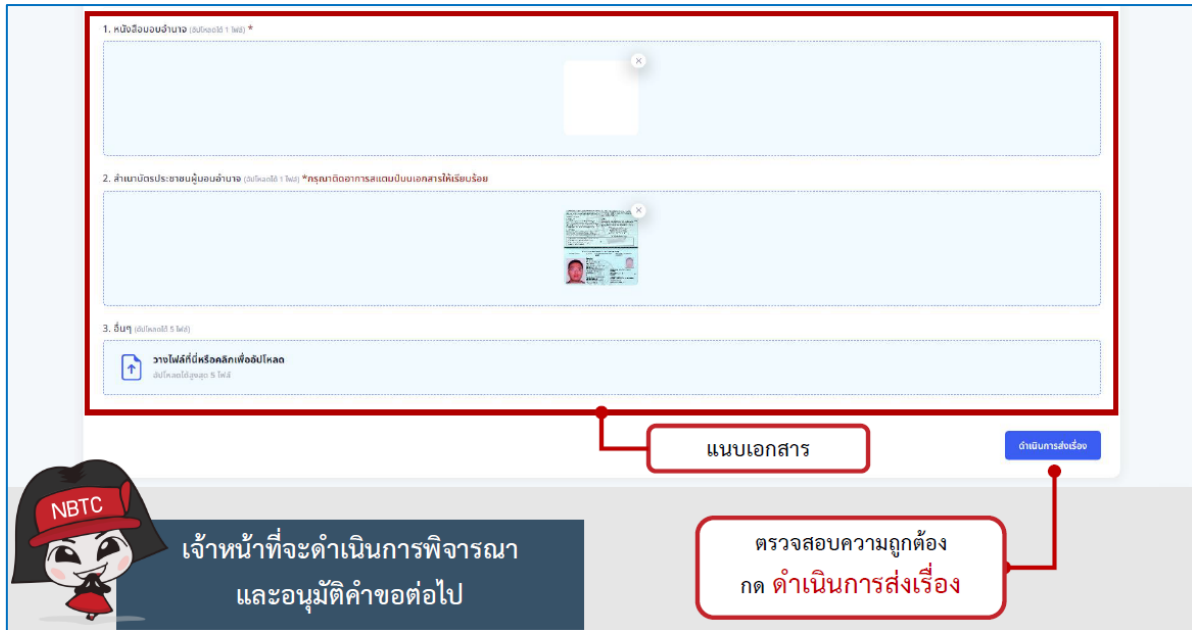 1. หนังสือมอบอำนาจ (อัปโหลดได้ 1 ไฟล์) *
2. สำเนาบัตรประชาชนผู้มอบอำนาจ (อัปโหลดได้ 1 ไฟล์) *กรุณาติดอากรแสตมป์บนเอกสารให้เรียบร้อย
3. อื่นๆ (อัปโหลดได้ 5 ไฟล์)
วางไฟล์ที่นี่หรือคลิกเพื่ออัปโหลด
อัปโหลดได้สูงสุด 5 ไฟล์
แนบเอกสาร
ดำเนินการส่งเรื่อง
NBTC
เจ้าหน้าที่จะดำเนินการพิจารณา
และอนุมัติคำขอต่อไป
ตรวจสอบความถูกต้อง
กด ดำเนินการส่งเรื่อง